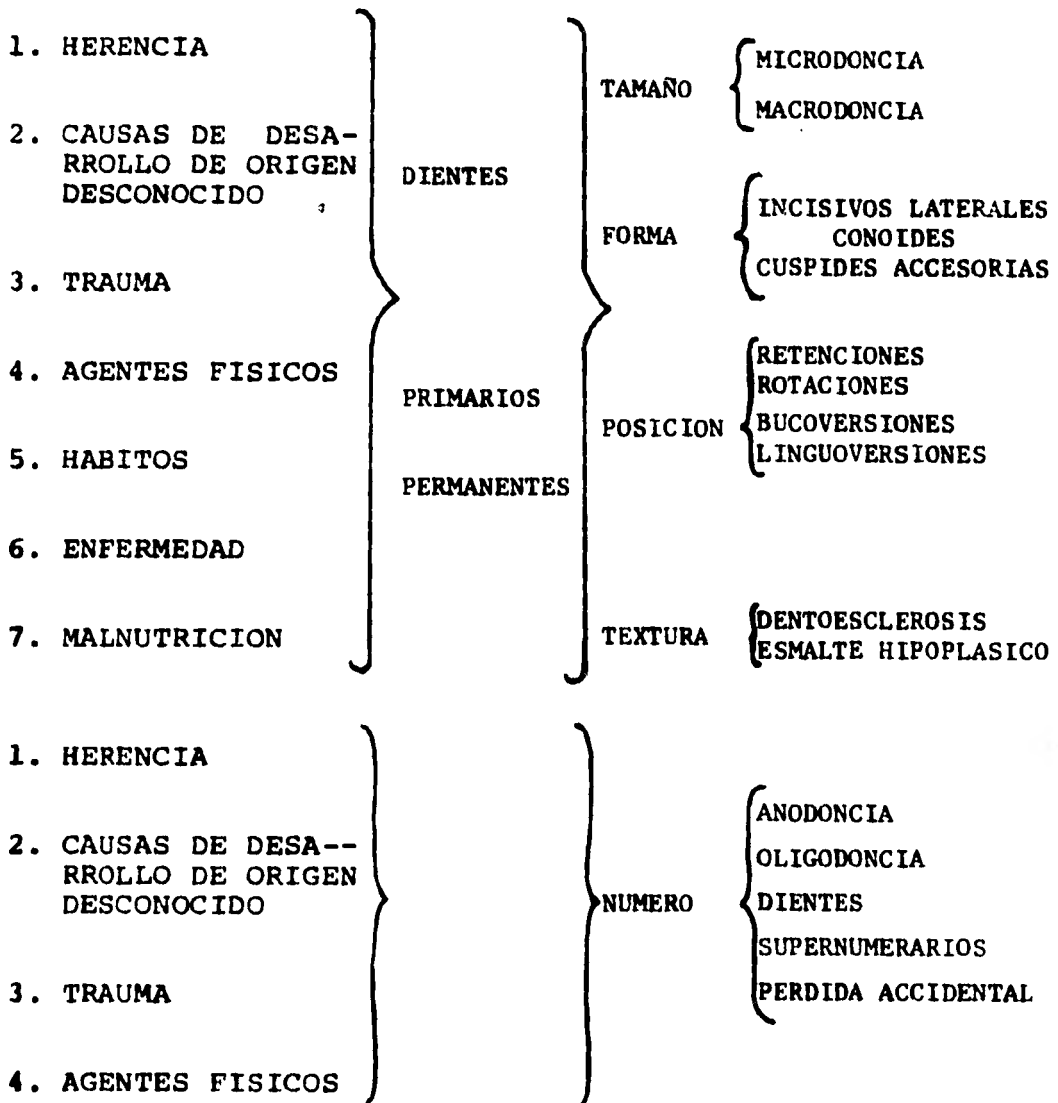 1. HERENCIA
2. CAUSAS DE DESA-
RROLLO DE ORIGEN
DESCONOCIDO
3. TRAUMA
4. AGENTES FISICOS
5. HABITOS
6. ENFERMEDAD
7. MALNUTRICION
DIENTES
PRIMARIOS
PERMANENTES
TAMAÑO
MICRODONCIA
MACRODONCIA
FORMA
INCISIVOS LATERALES
CONOIDES
CUSPIDES ACCESORIAS
POSICION
RETENCIONES
ROTACIONES
BUCOVERSIONES
LINGUOVERSIONES
TEXTURA
DENTOESCLEROSIS
ESMALTE HIPOPLASICO
1. HERENCIA
2. CAUSAS DE DESA--
RROLLO DE ORIGEN
DESCONOCIDO
3. TRAUMA
4. AGENTES FISICOS
NUMERO
ANODONCIA
OLIGODONCIA
DIENTES
SUPERNUMERARIOS
PERDIDA ACCIDENTAL